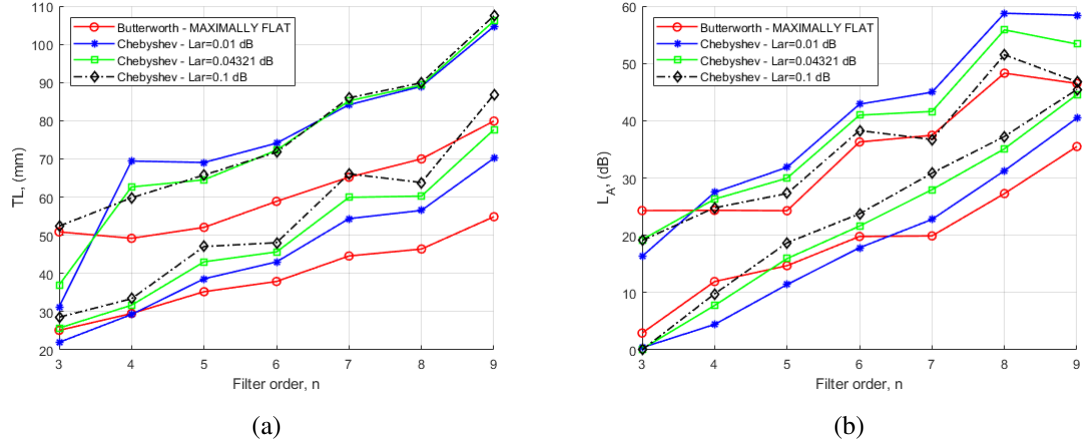 110
100
90
80
70
60
50
40
30
20
TL, (mm)
Butterworth - MAXIMALLY FLAT
Chebyshev - Lar=0.01 dB
Chebyshev - Lar=0.04321 dB
Chebyshev - Lar=0.1 dB
3 4 5 6 7 8 9
Filter order, n
(a)
60
50
40
30
20
10
0
L_A, (dB)
Butterworth - MAXIMALLY FLAT
Chebyshev - Lar=0.01 dB
Chebyshev - Lar=0.04321 dB
Chebyshev - Lar=0.1 dB
3 4 5 6 7 8 9
Filter order, n
(b)